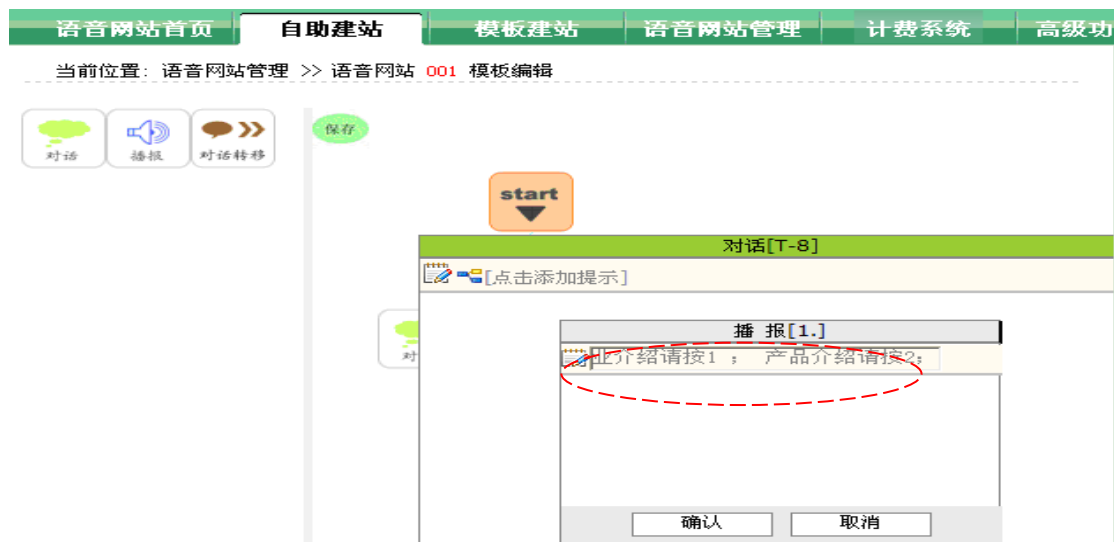 语音网站首页 自助建站 模板建站 语音网站管理 计费系统 高级功
当前位置: 语音网站管理 >> 语音网站 001 模板编辑
对话 播报 对话转移 保存
start
对话[T-8]
[点击添加提示]
播 报[1.]
对
业介绍请按1 ; 产品介绍请按2;
确认 取消